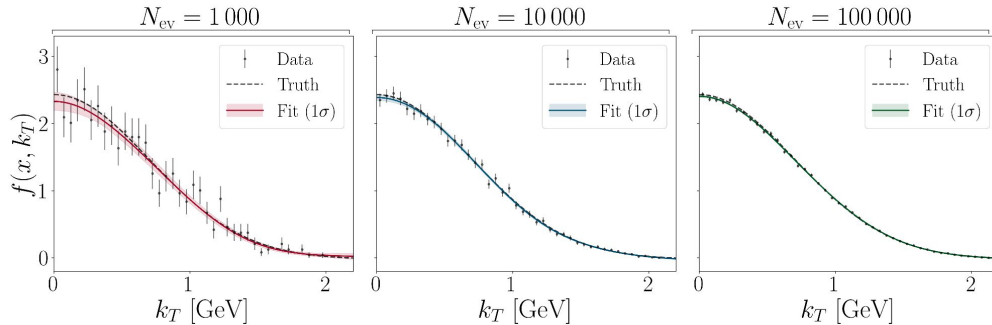 N_ev = 1 000
N_ev = 10 000
N_ev = 100 000
f(x, k_T)
3
2
1
0
Data
Truth
Fit (1σ)
Data
Truth
Fit (1σ)
Data
Truth
Fit (1σ)
0 1 2
0 1 2
0 1 2
k_T [GeV]
k_T [GeV]
k_T [GeV]